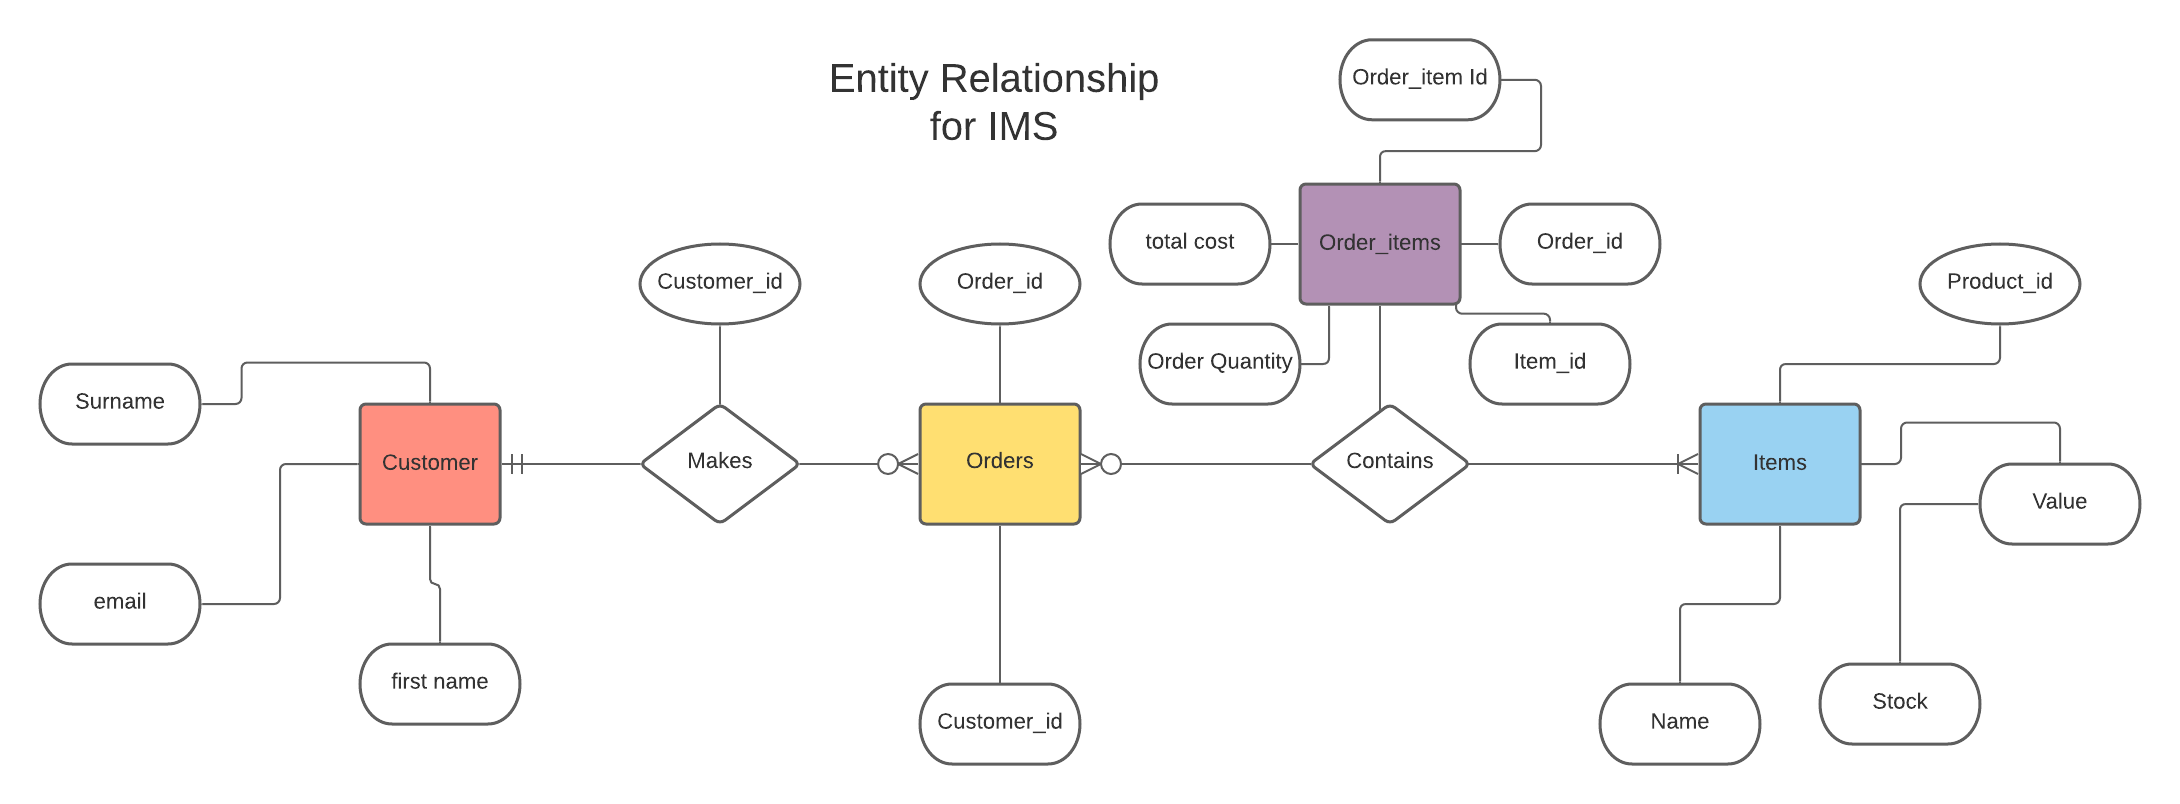 Entity Relationship
for IMS
Order_item Id
total cost
Order_items
Order_id
Customer_id
Order_id
Product_id
Order Quantity
Item_id
Surname
Customer
Makes
Orders
Contains
Items
Value
email
first name
Customer_id
Name
Stock